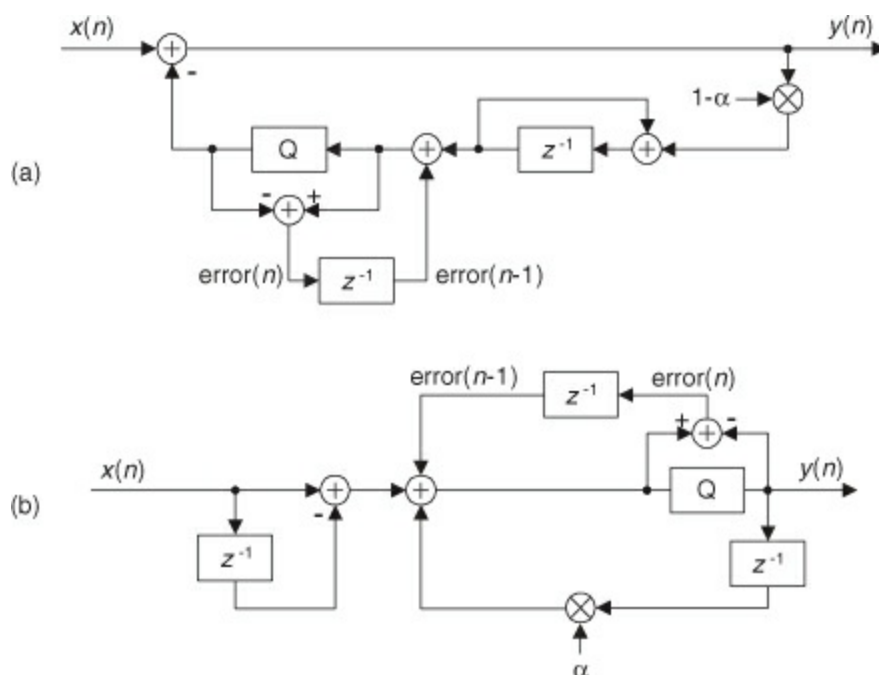 x(n)
y(n)
+
-
1-α
×
(a)
Q
+
z⁻¹
+
- +
+
error(n)
z⁻¹
error(n-1)
error(n-1)
z⁻¹
error(n)
+ -
+
x(n)
+
+
Q
y(n)
(b)
-
z⁻¹
z⁻¹
×
α